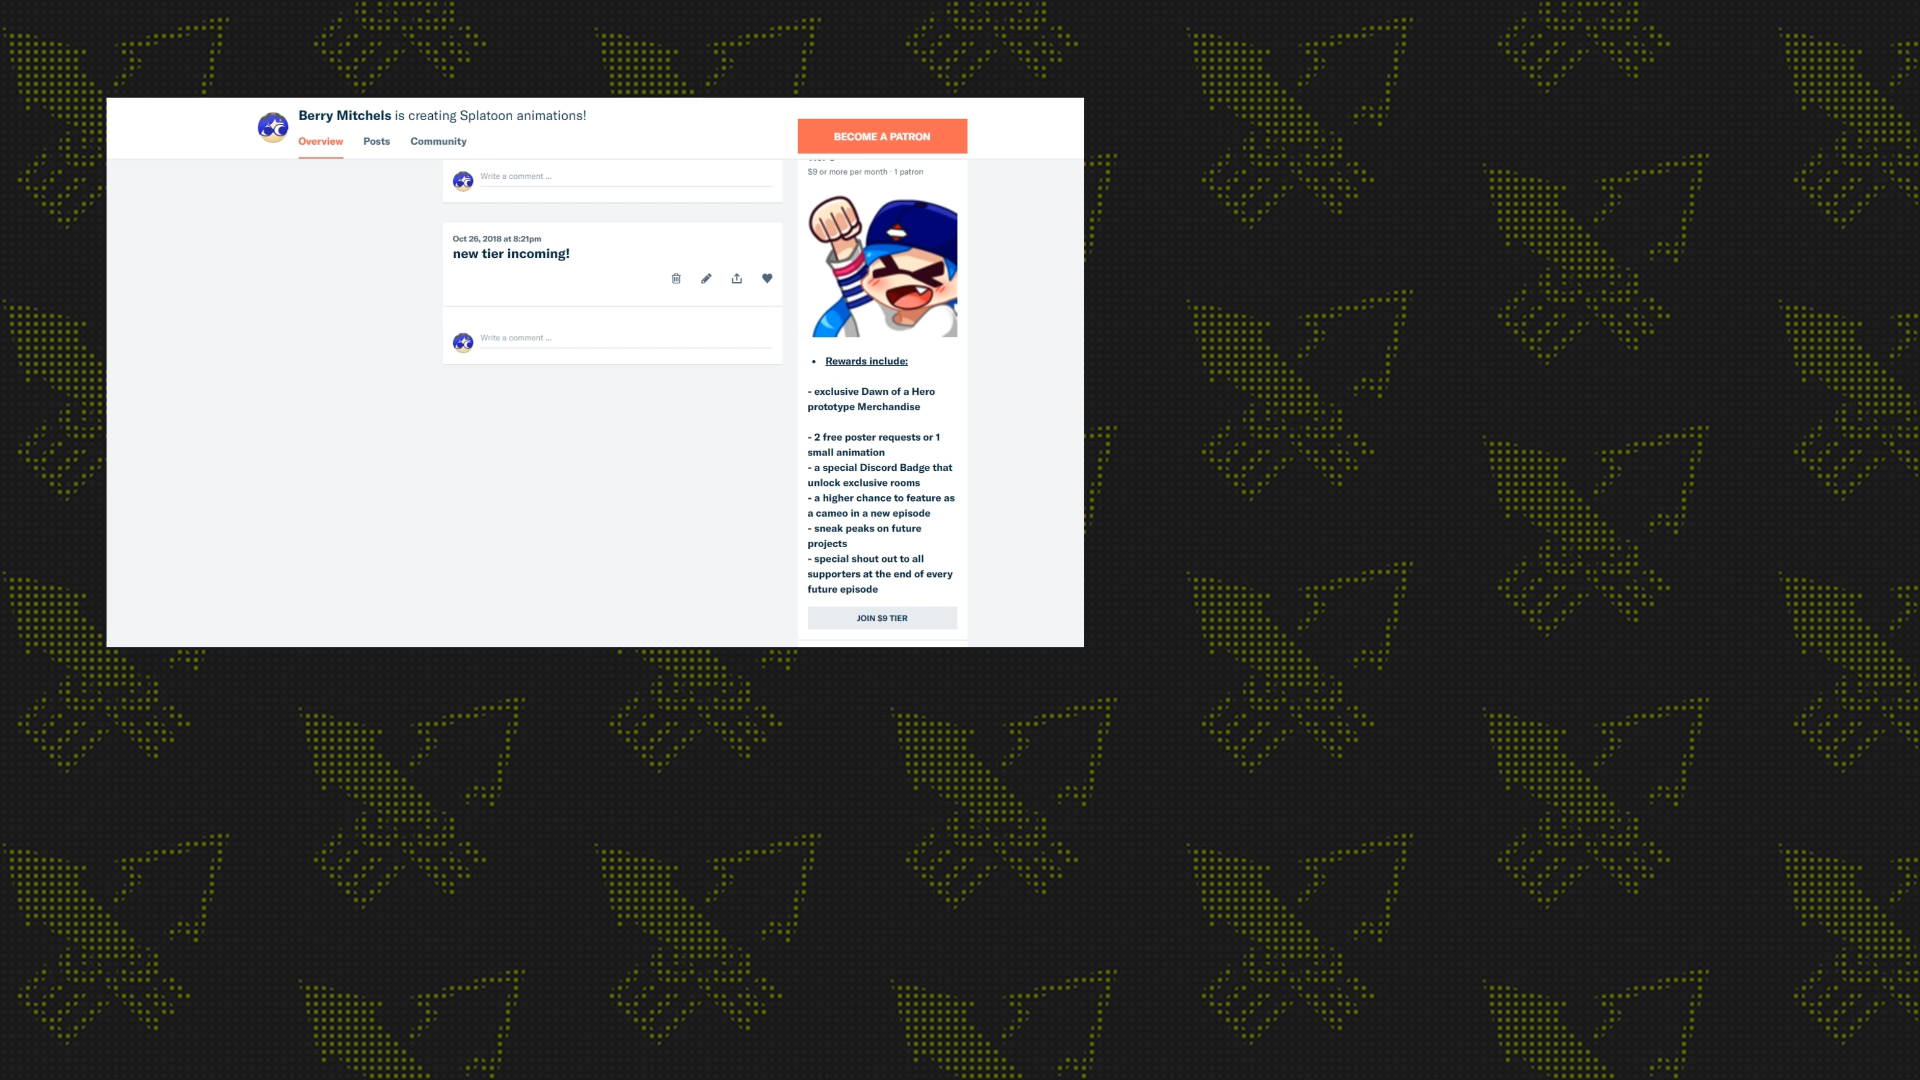 Berry Mitchels is creating Splatoon animations!
Overview Posts Community
BECOME A PATRON
Write a comment ...
Oct 26, 2018 at 8:21pm
new tier incoming!
Write a comment ...
$9 or more per month · 1 patron
• Rewards include:
- exclusive Dawn of a Hero
prototype Merchandise
- 2 free poster requests or 1
small animation
- a special Discord Badge that
unlock exclusive rooms
- a higher chance to feature as
a cameo in a new episode
- sneak peaks on future
projects
- special shout out to all
supporters at the end of every
future episode
JOIN $9 TIER